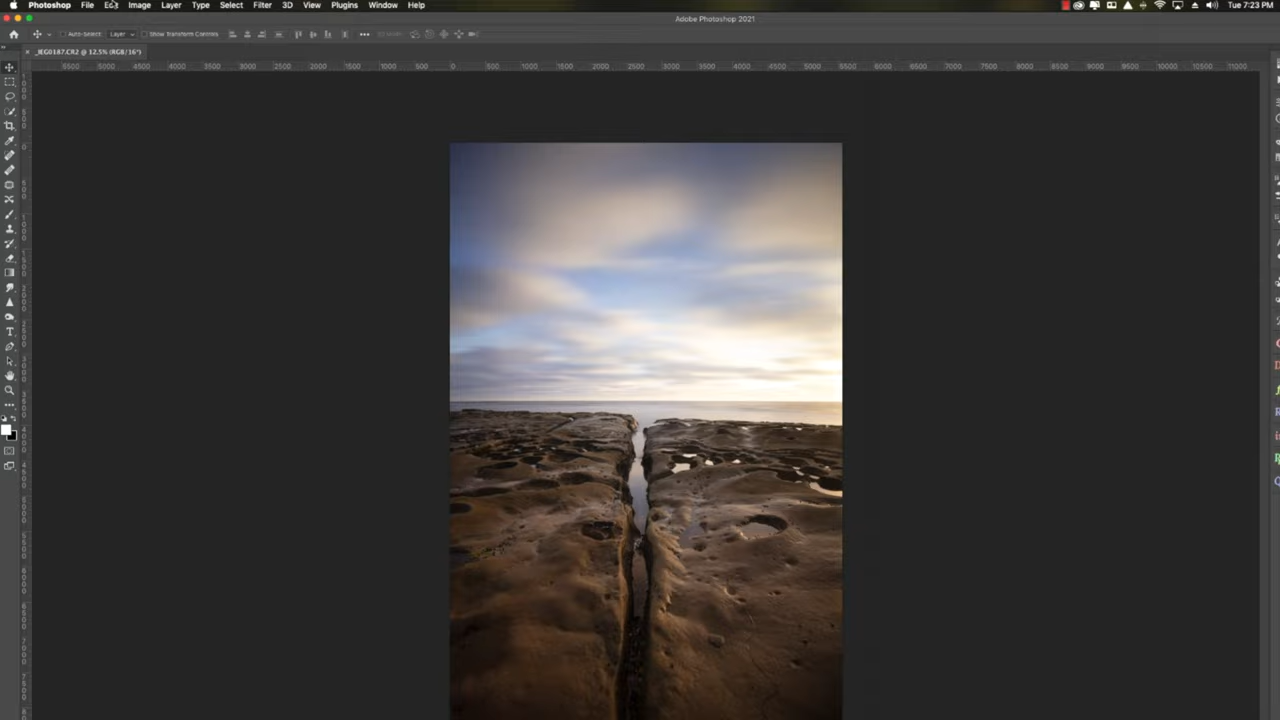 Photoshop File Edit Image Layer Type Select Filter 3D View Plugins Window Help Tue 7:23 PM
Adobe Photoshop 2021
Auto-Select: Layer Show Transform Controls
_JEG0187.CR2 @ 12.5% (RGB/16*)
5500 5000 4500 4000 3500 3000 2500 2000 1500 1000 500 0 500 1000 1500 2000 2500 3000 3500 4000 4500 5000 5500 6000 6500 7000 7500 8000 8500 9000 9500 10000 10500 11000